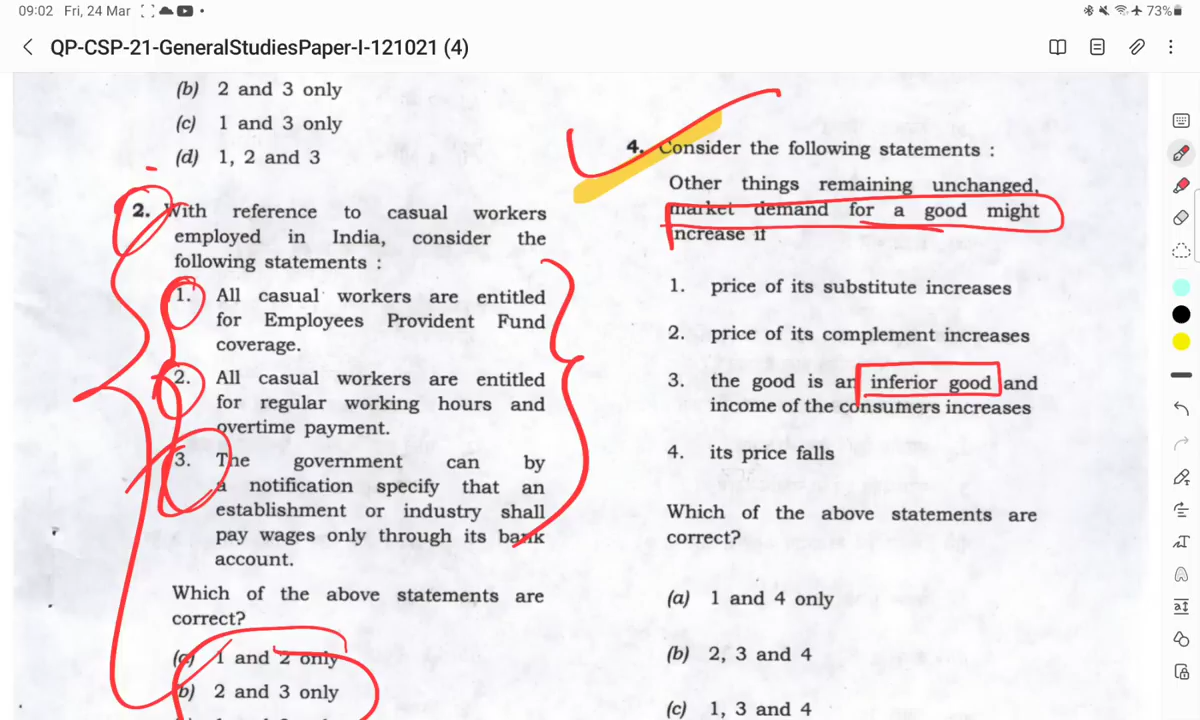 09:02 Fri, 24 Mar
73%
QP-CSP-21-GeneralStudiesPaper-I-121021 (4)
(b) 2 and 3 only
(c) 1 and 3 only
(d) 1, 2 and 3
2. With reference to casual workers
employed in India, consider the
following statements :
1. All casual workers are entitled
for Employees Provident Fund
coverage.
2. All casual workers are entitled
for regular working hours and
overtime payment.
3. The government can by
a notification specify that an
establishment or industry shall
pay wages only through its bank
account.
Which of the above statements are
correct?
(a) 1 and 2 only
(b) 2 and 3 only
4. Consider the following statements :
Other things remaining unchanged,
market demand for a good might
increase if
1. price of its substitute increases
2. price of its complement increases
3. the good is an inferior good and
income of the consumers increases
4. its price falls
Which of the above statements are
correct?
(a) 1 and 4 only
(b) 2, 3 and 4
(c) 1, 3 and 4